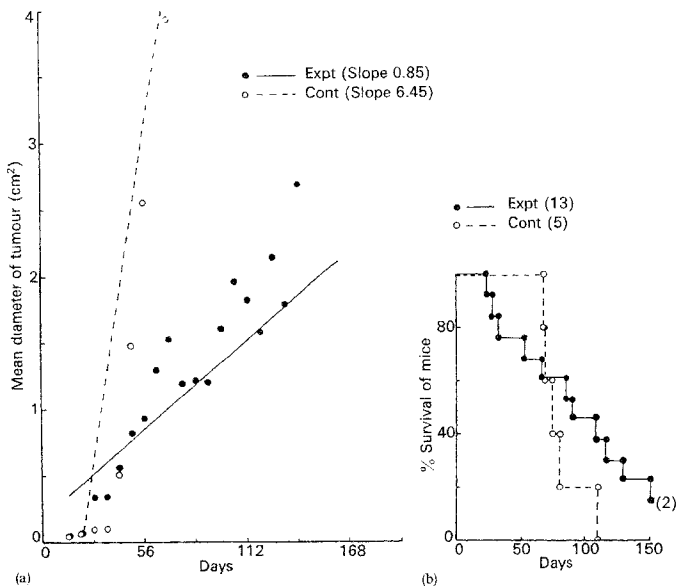 4
3
2
1
0
Mean diameter of tumour (cm²)
Expt (Slope 0.85)
Cont (Slope 6.45)
0
56
112
168
Days
(a)
Expt (13)
Cont (5)
80
40
0
% Survival of mice
(2)
0
50
100
150
Days
(b)